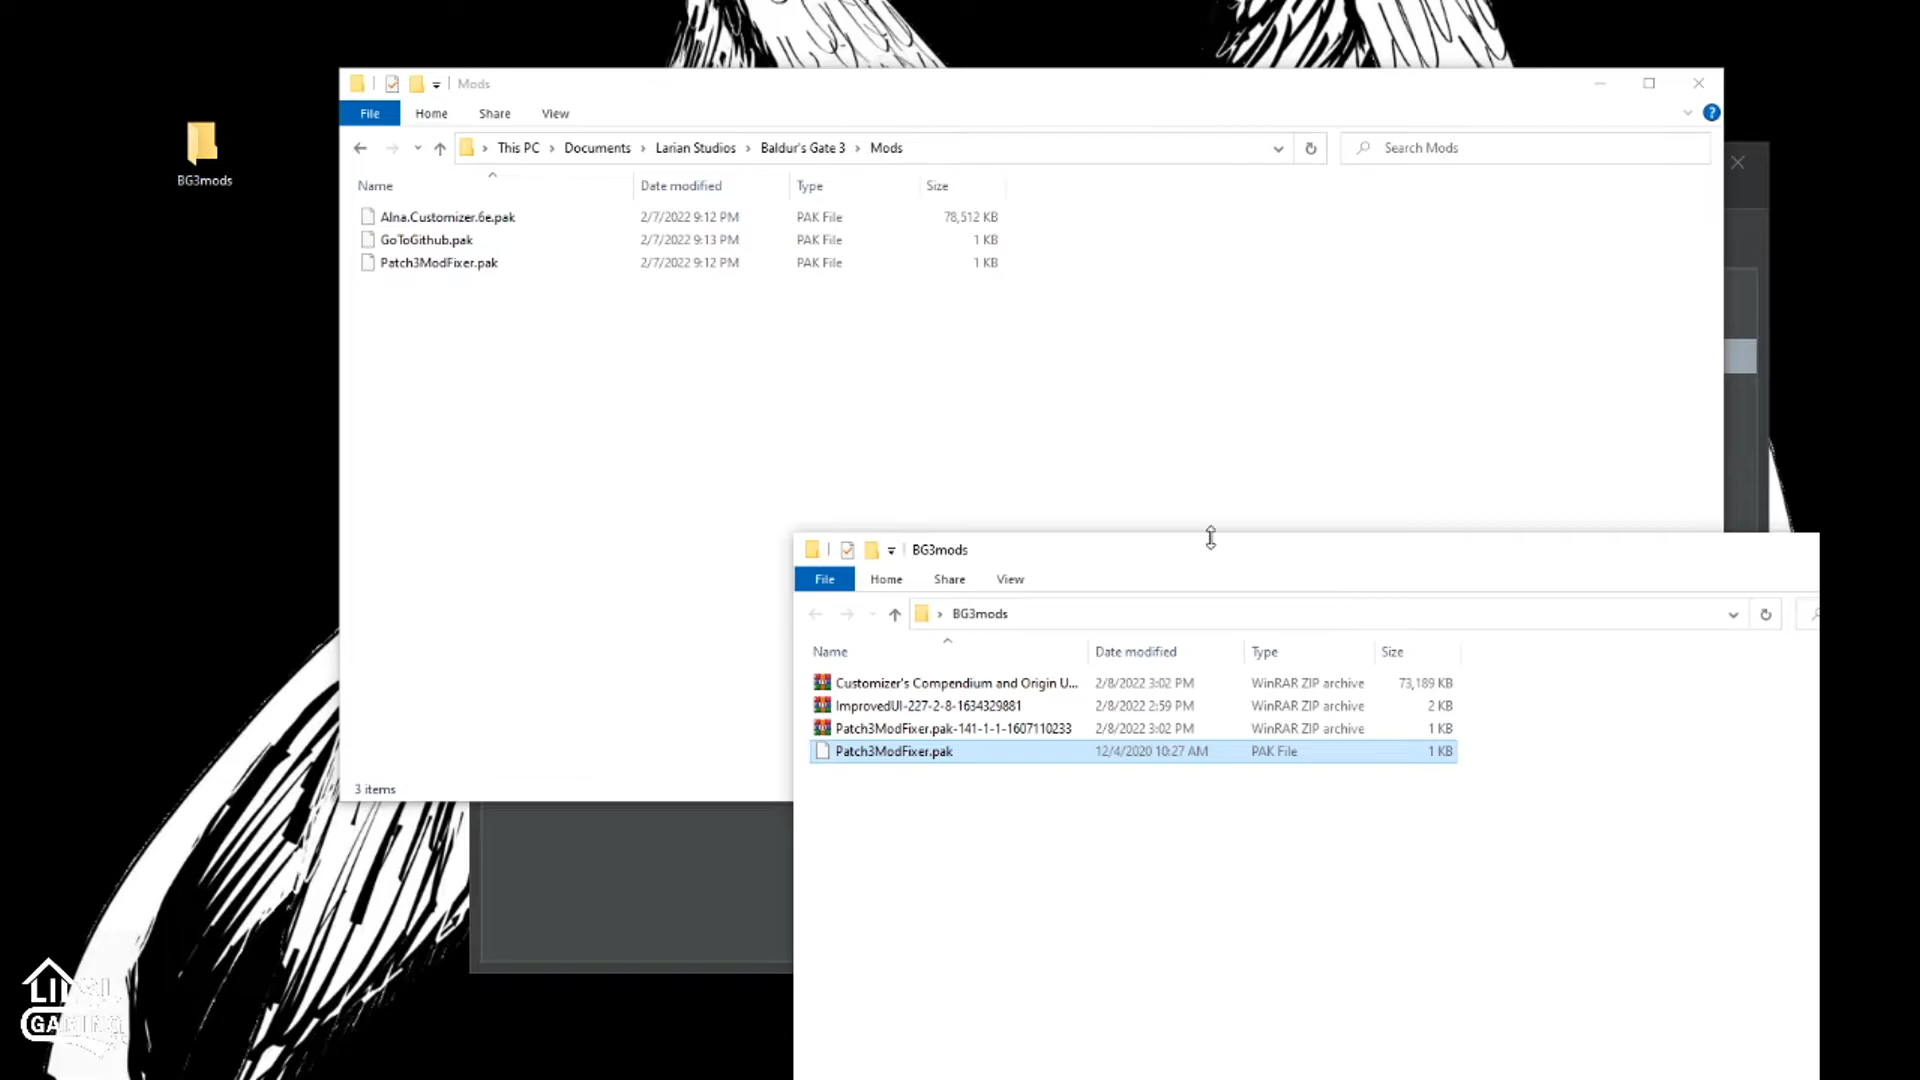 BG3mods
Mods
File Home Share View
This PC › Documents › Larian Studios › Baldur's Gate 3 › Mods
Search Mods
Name Date modified Type Size
Alna.Customizer.6e.pak 2/7/2022 9:12 PM PAK File 78,512 KB
GoToGithub.pak 2/7/2022 9:13 PM PAK File 1 KB
Patch3ModFixer.pak 2/7/2022 9:12 PM PAK File 1 KB
3 items
BG3mods
File Home Share View
› BG3mods
Name Date modified Type Size
Customizer's Compendium and Origin U... 2/8/2022 3:02 PM WinRAR ZIP archive 73,189 KB
ImprovedUI-227-2-8-1634329881 2/8/2022 2:59 PM WinRAR ZIP archive 2 KB
Patch3ModFixer.pak-141-1-1-1607110233 2/8/2022 3:02 PM WinRAR ZIP archive 1 KB
Patch3ModFixer.pak 12/4/2020 10:27 AM PAK File 1 KB
GAMING